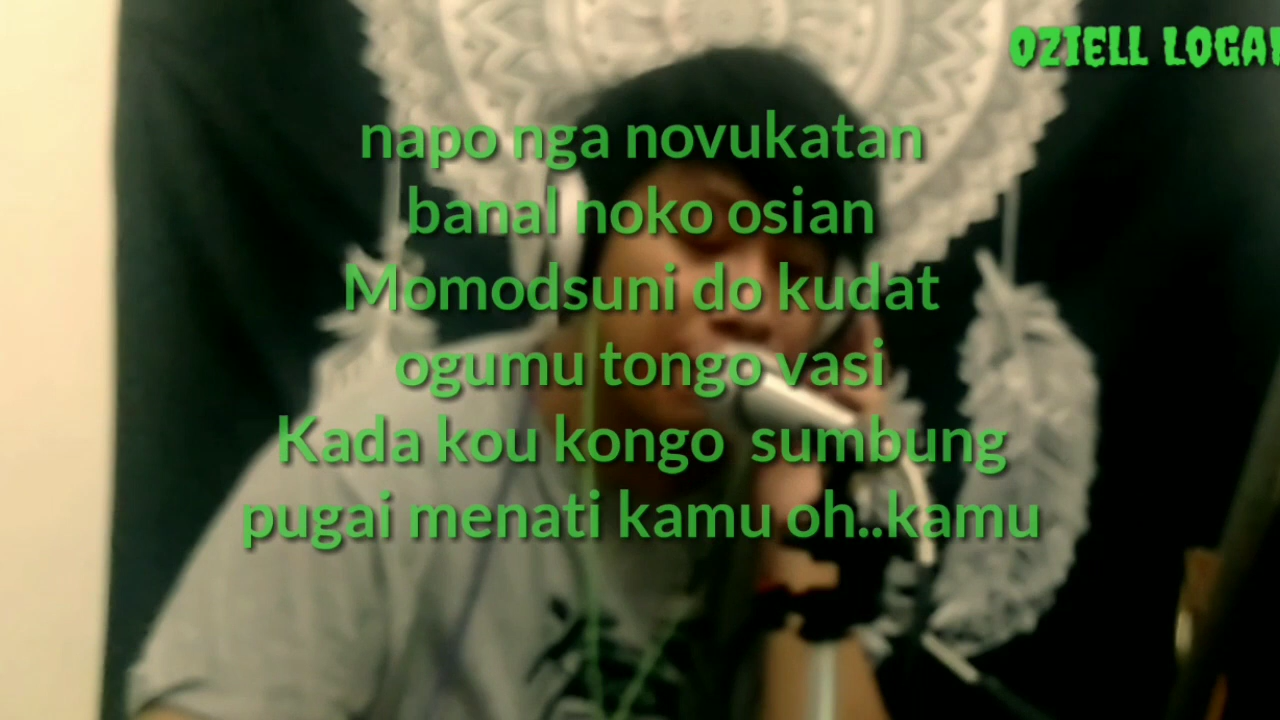 OZIELL
napo nga novukatan
banal noko osian
Momodsuni do kudat
ogumu tongo vasi
Kada kou kongo sumbung
pugai menati kamu oh..kamu